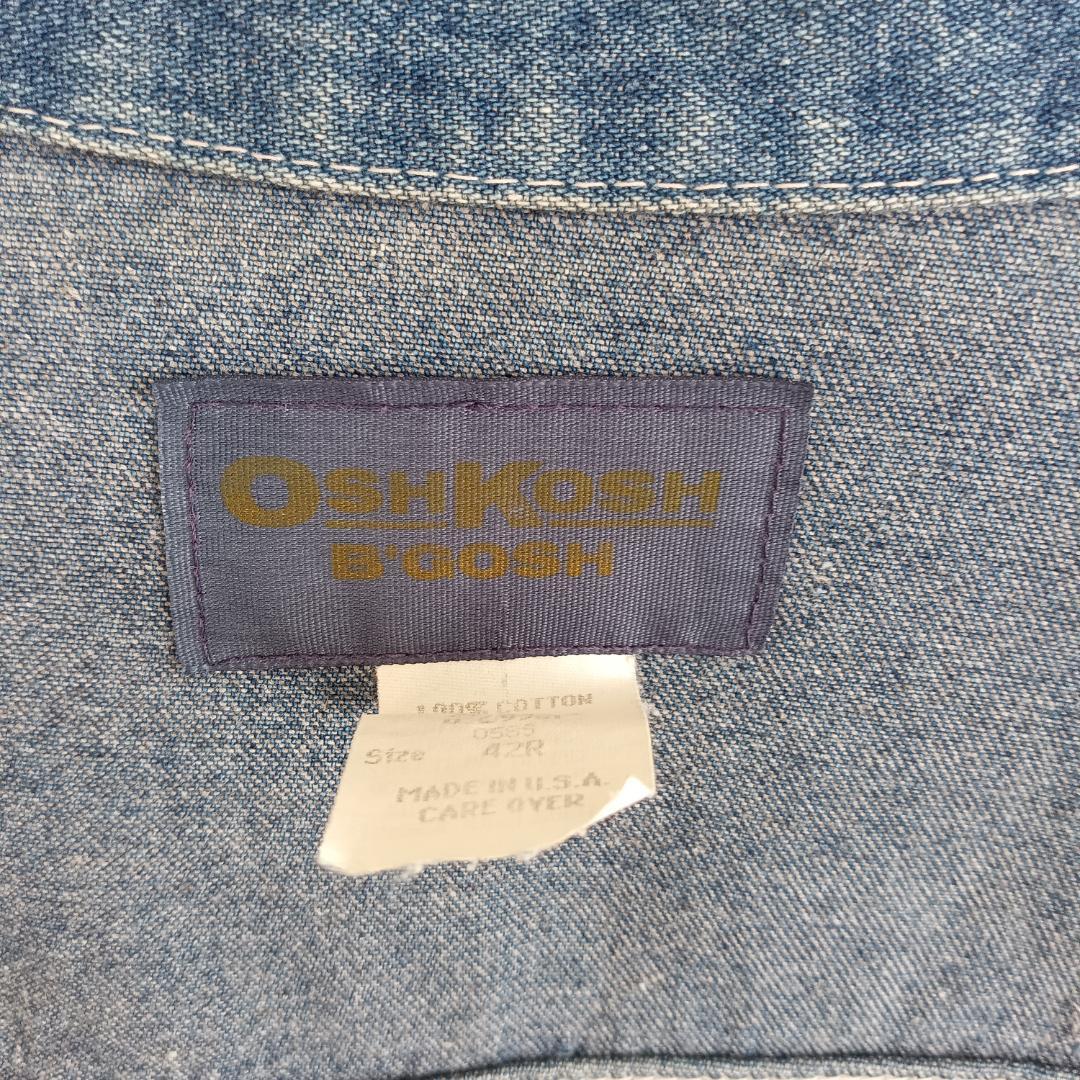 OSHKOSH
B'GOSH
100% COTTON
0585
Size 42R
MADE IN U.S.A.
CARE OVER